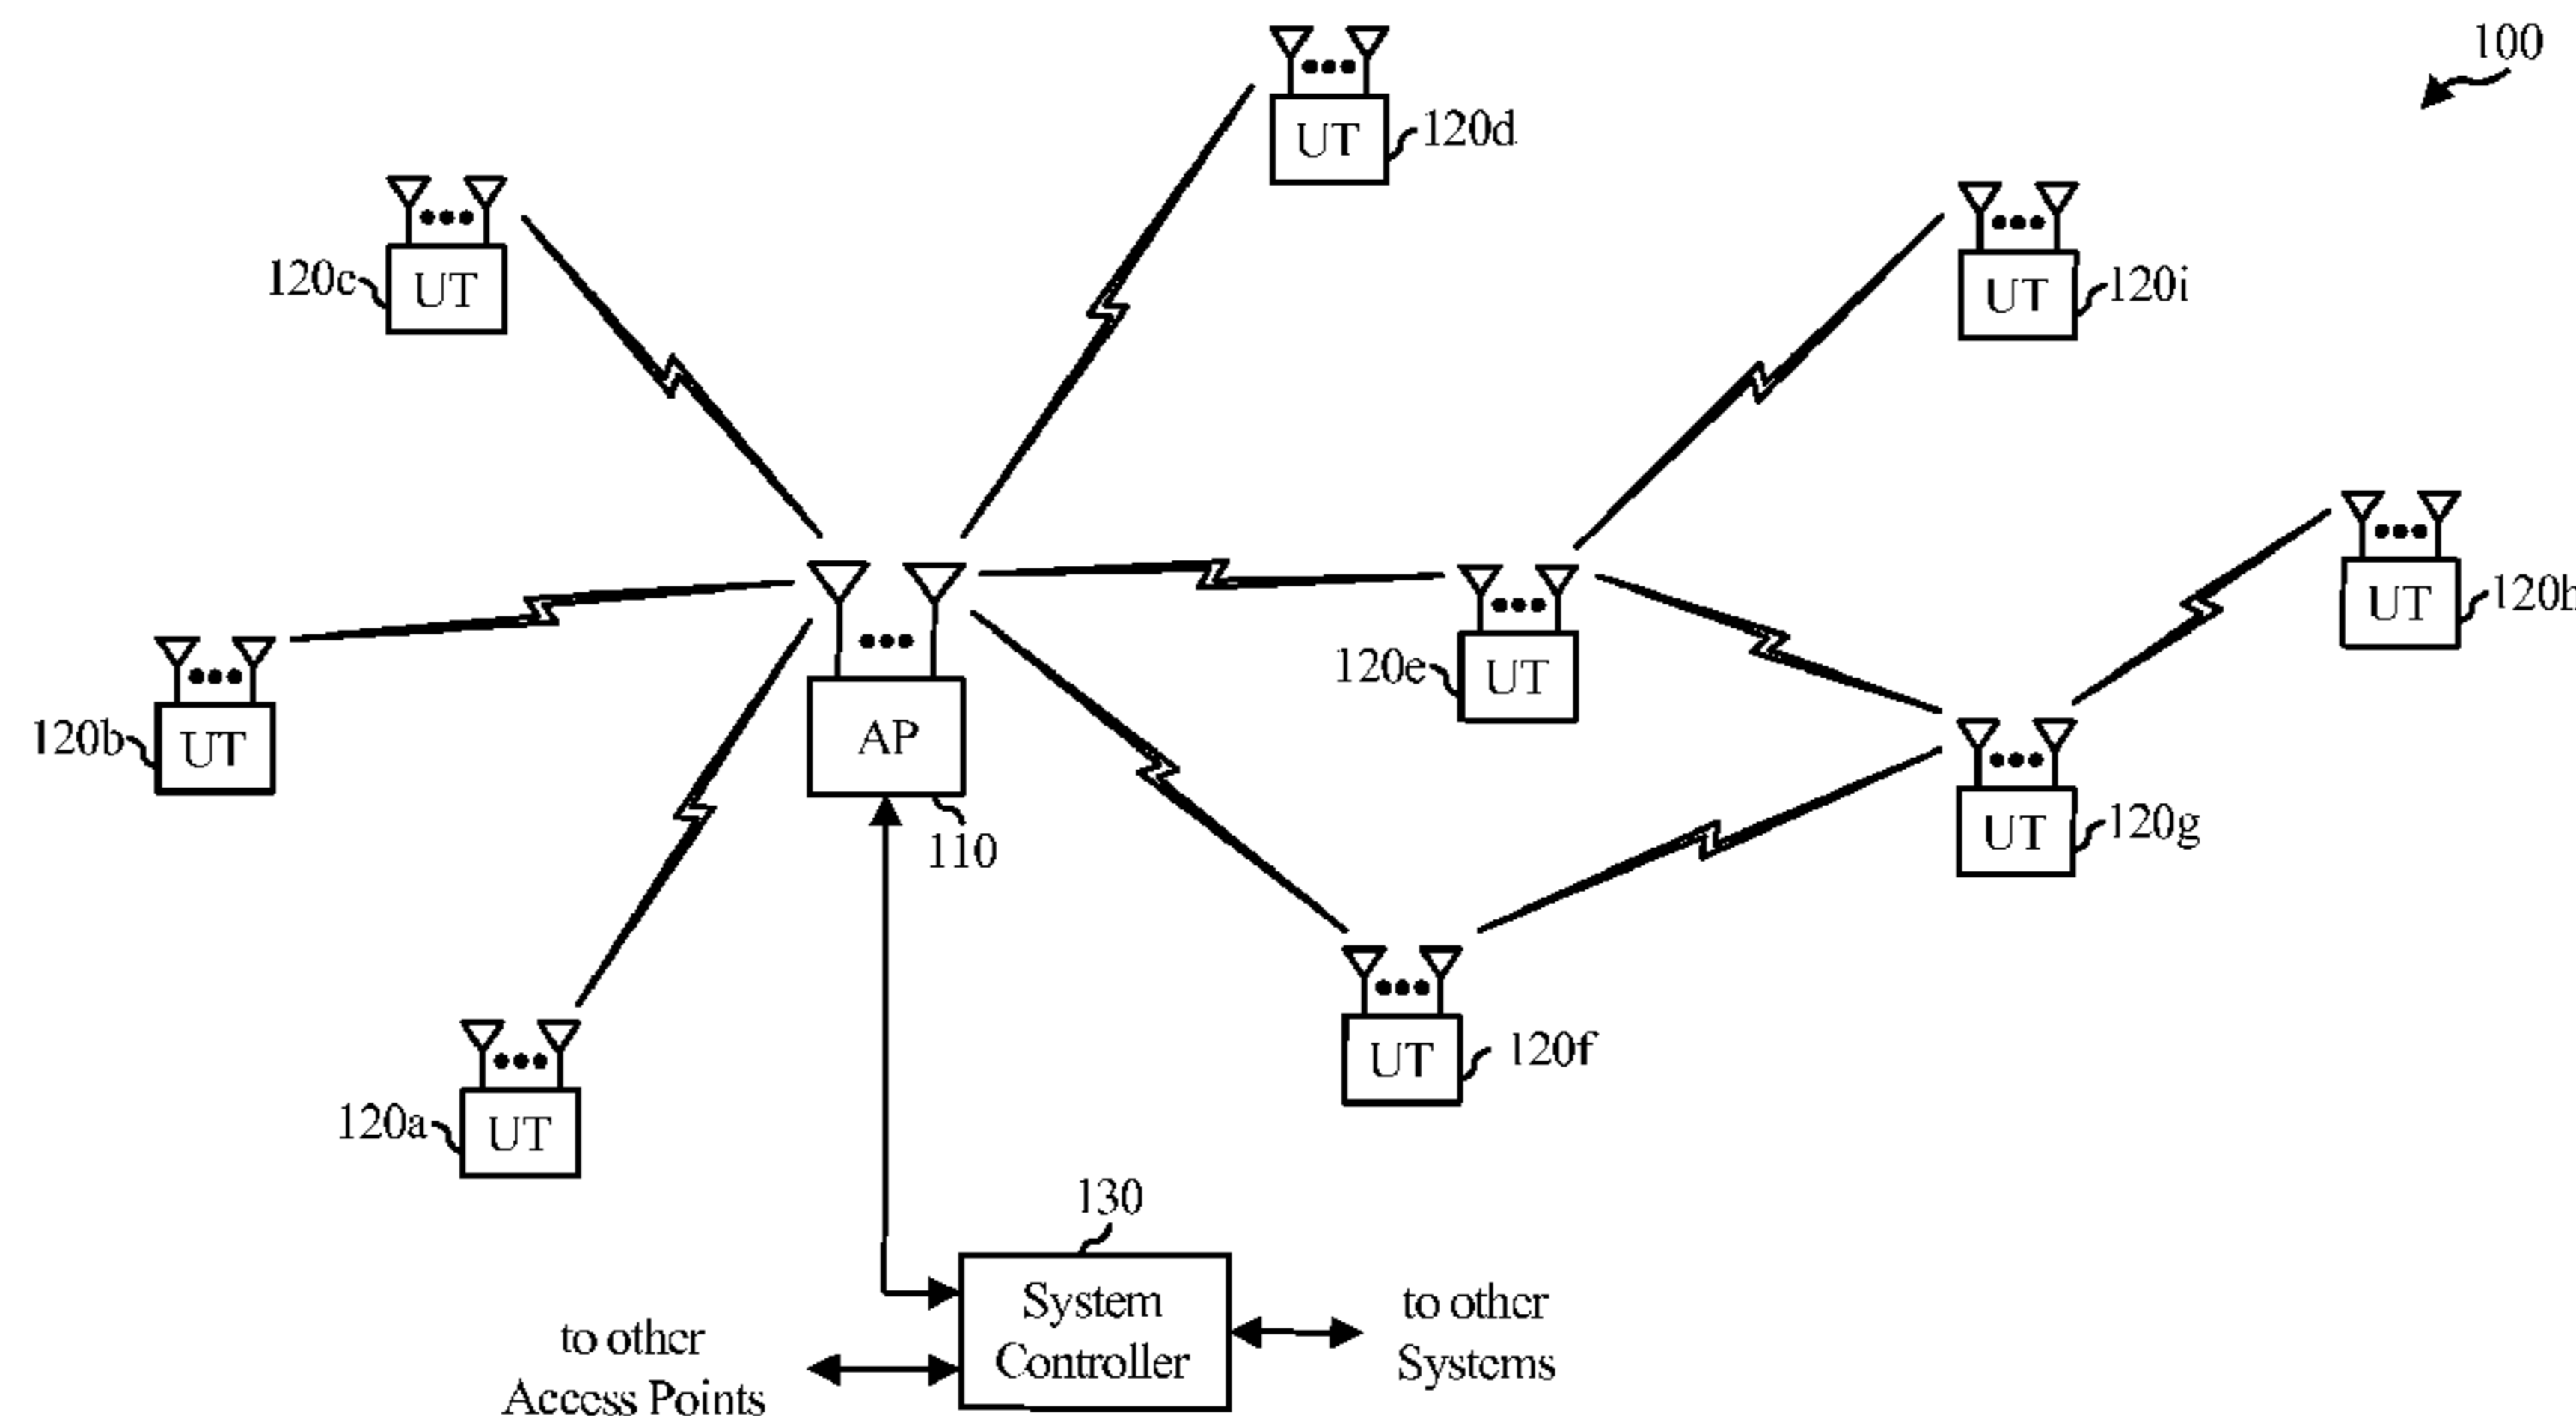 100
UT
120d
120c
UT
UT
120i
UT
120h
120e
UT
120b
UT
AP
110
UT
120g
UT
120f
120a
UT
130
System
Controller
to other
Systems
to other
Access Points